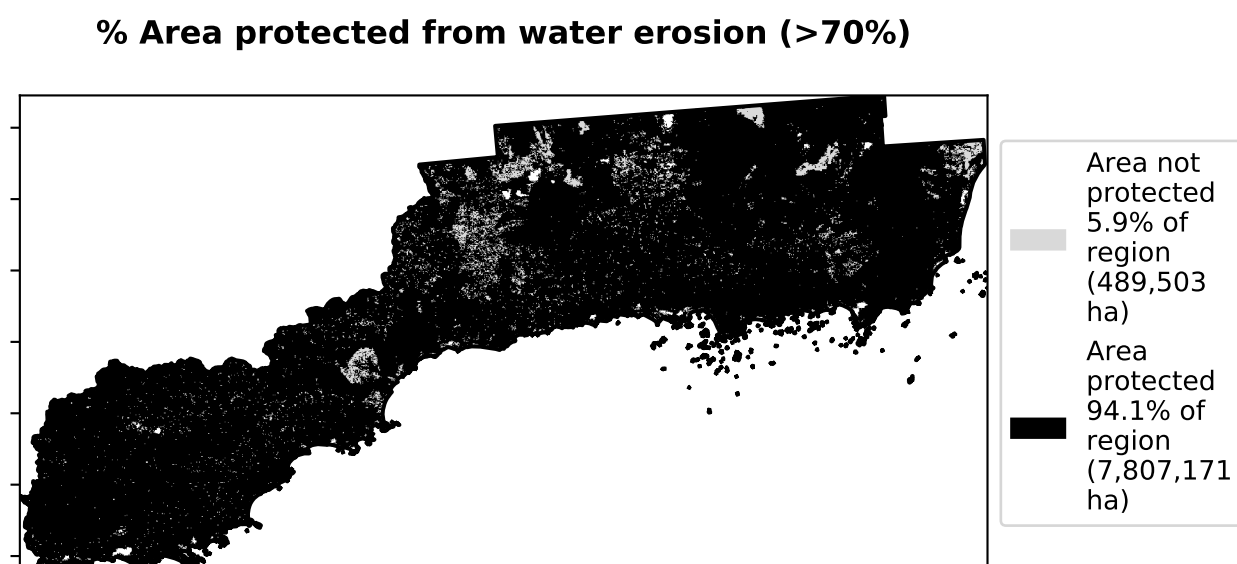 % Area protected from water erosion (>70%)
Area not
protected
5.9% of
region
(489,503
ha)
Area
protected
94.1% of
region
(7,807,171
ha)